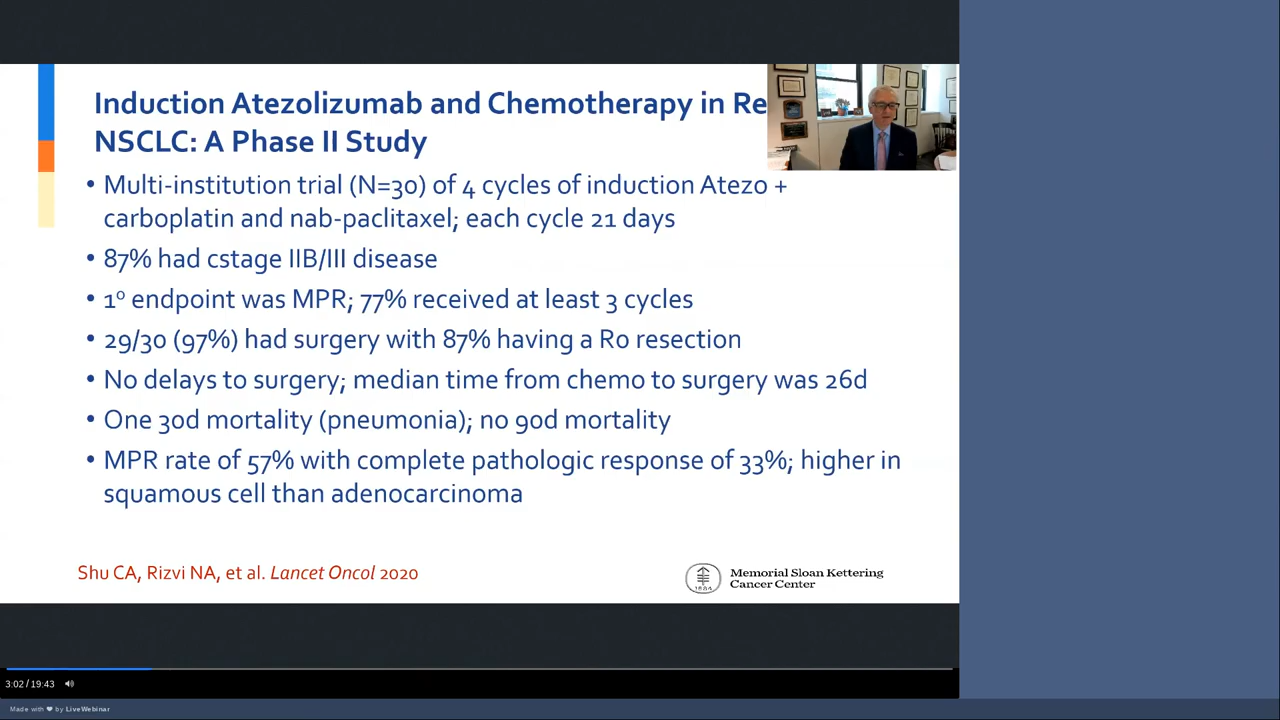 Induction Atezolizumab and Chemotherapy in Re
NSCLC: A Phase II Study
• Multi-institution trial (N=30) of 4 cycles of induction Atezo +
carboplatin and nab-paclitaxel; each cycle 21 days
• 87% had cstage IIB/III disease
• 1º endpoint was MPR; 77% received at least 3 cycles
• 29/30 (97%) had surgery with 87% having a R0 resection
• No delays to surgery; median time from chemo to surgery was 26d
• One 30d mortality (pneumonia); no 90d mortality
• MPR rate of 57% with complete pathologic response of 33%; higher in
squamous cell than adenocarcinoma
Shu CA, Rizvi NA, et al. Lancet Oncol 2020
1884
Memorial Sloan Kettering
Cancer Center
3:02 / 19:43
Made with ❤ by LiveWebinar